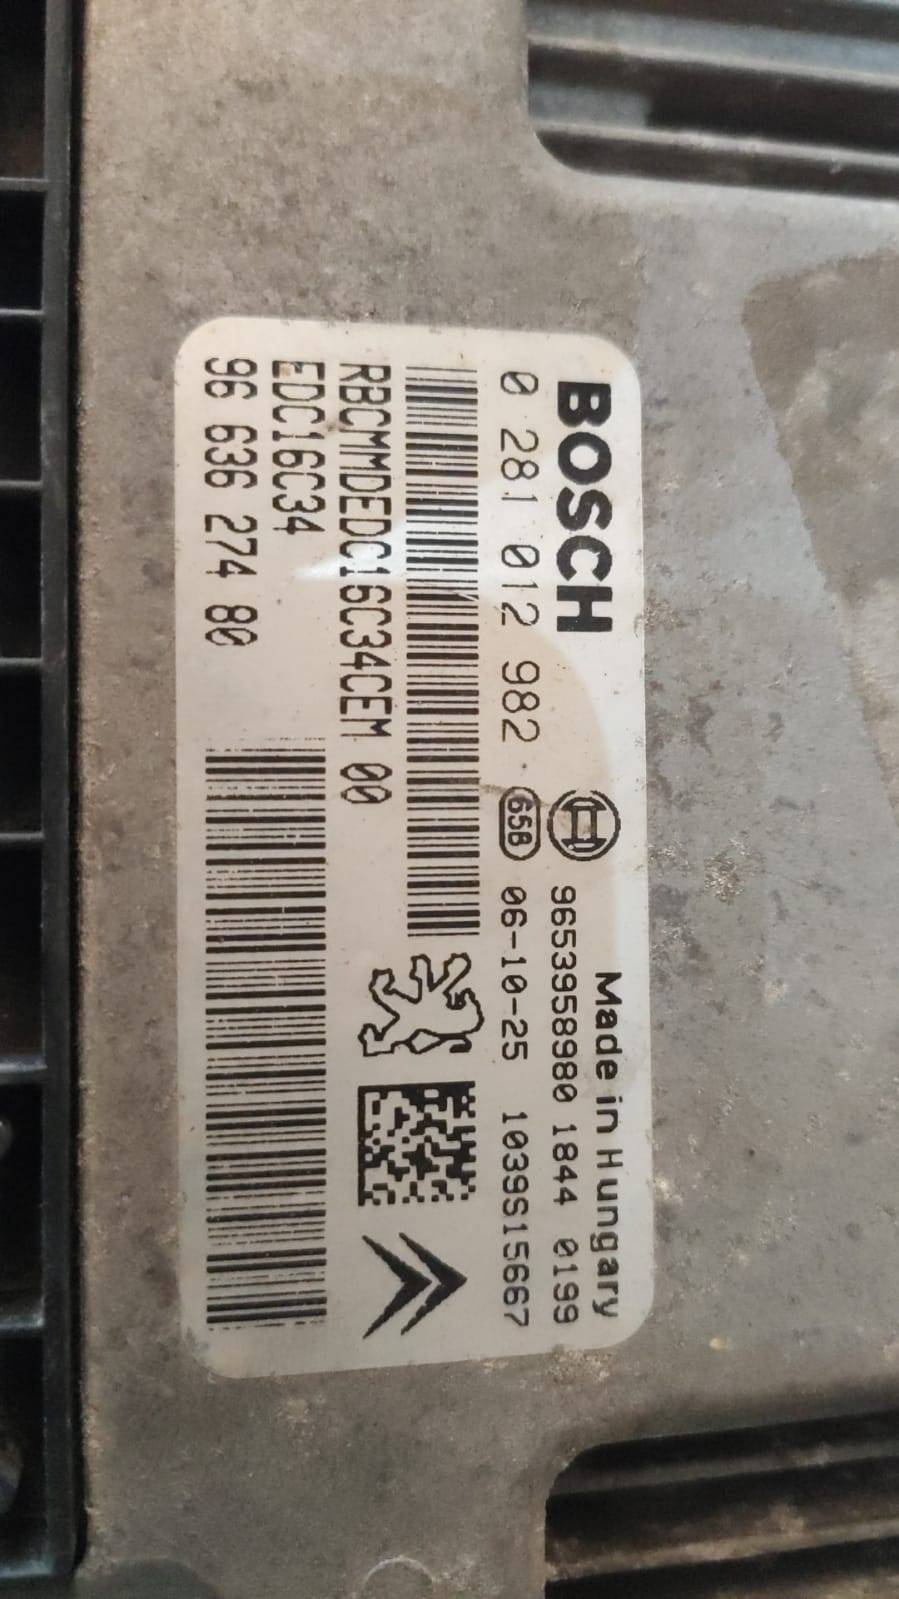 BOSCH
Made in Hungary
9653958980 1844 0199
0 281 012 982 65B 06-10-25 1039S15667
RBCMMDEDC16C34CEM 00
EDC16C34
96 636 274 80